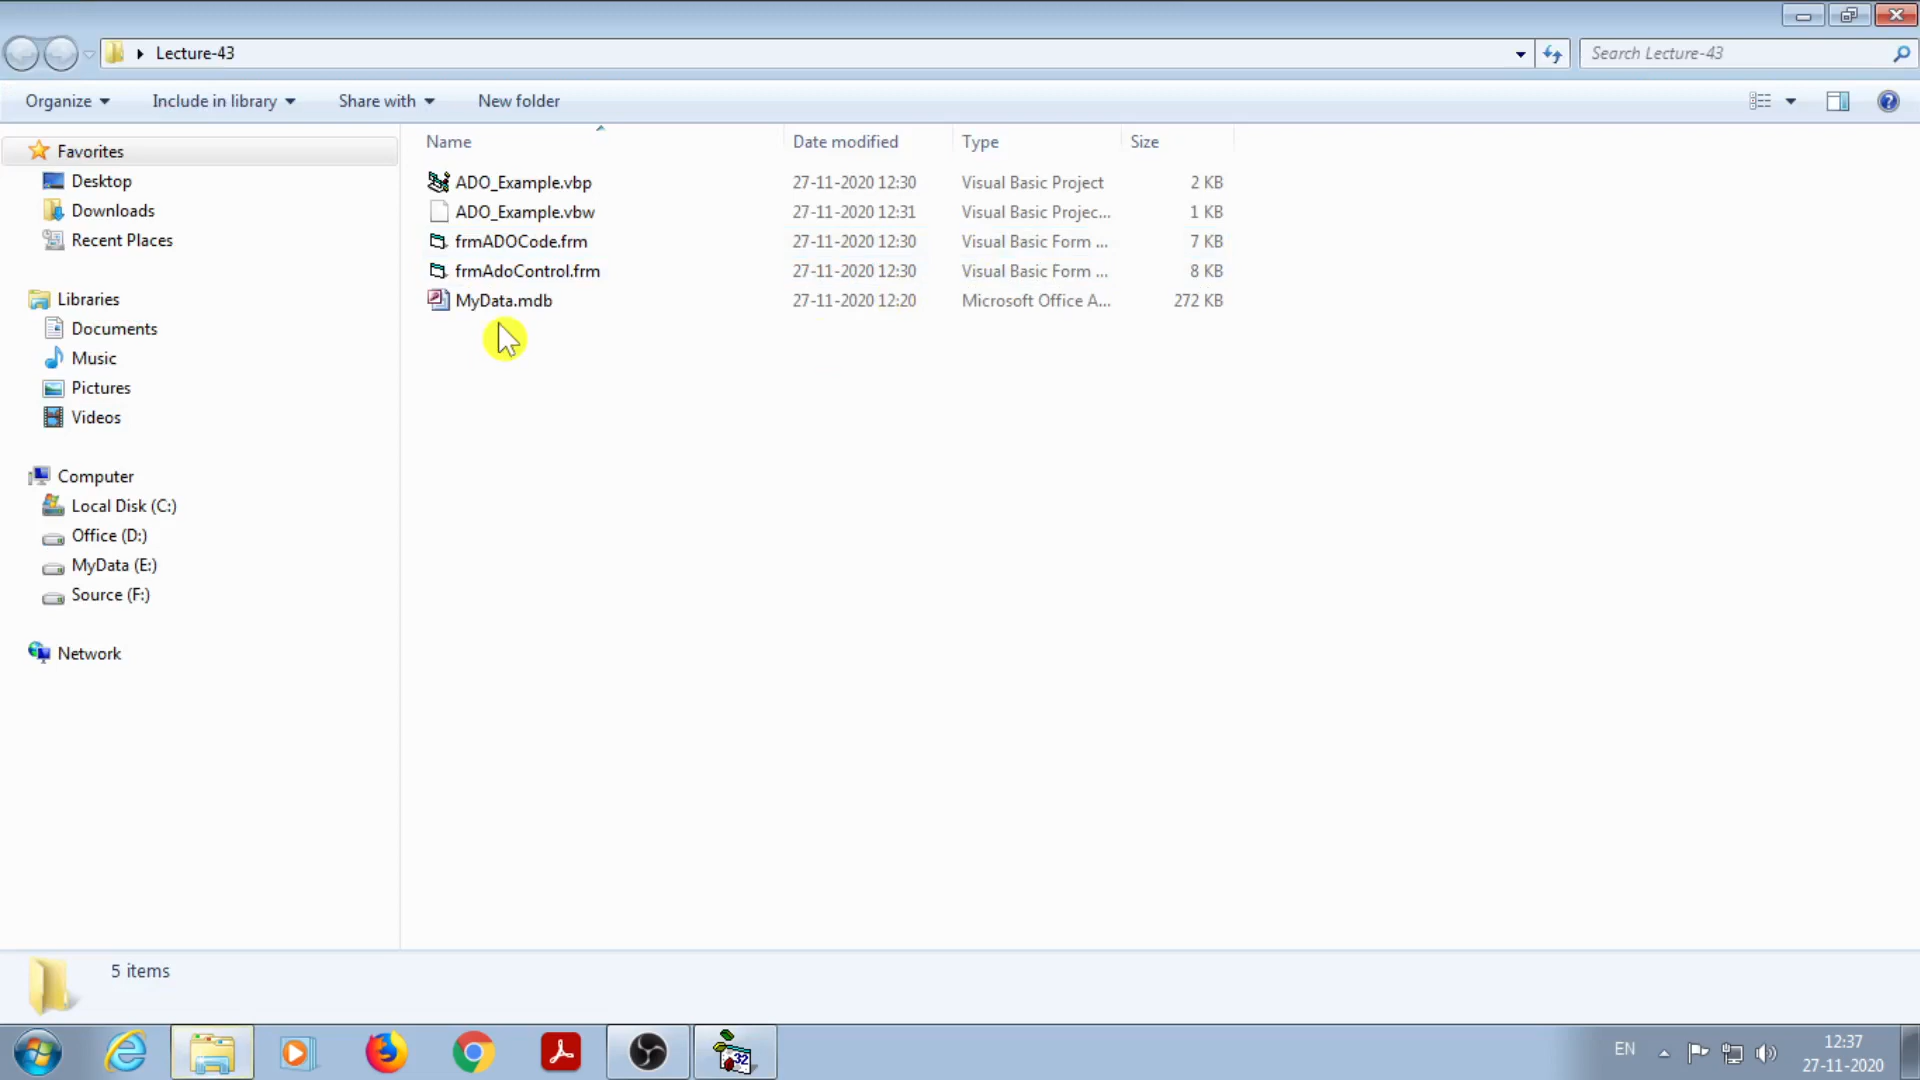 Lecture-43
Search Lecture-43
Organize
Include in library
Share with
New folder
Favorites
Desktop
Downloads
Recent Places
Libraries
Documents
Music
Pictures
Videos
Computer
Local Disk (C:)
Office (D:)
MyData (E:)
Source (F:)
Network
Name Date modified Type Size
ADO_Example.vbp 27-11-2020 12:30 Visual Basic Project 2 KB
ADO_Example.vbw 27-11-2020 12:31 Visual Basic Projec... 1 KB
frmADOCode.frm 27-11-2020 12:30 Visual Basic Form ... 7 KB
frmAdoControl.frm 27-11-2020 12:30 Visual Basic Form ... 8 KB
MyData.mdb 27-11-2020 12:20 Microsoft Office A... 272 KB
5 items
32
EN
12:37
27-11-2020